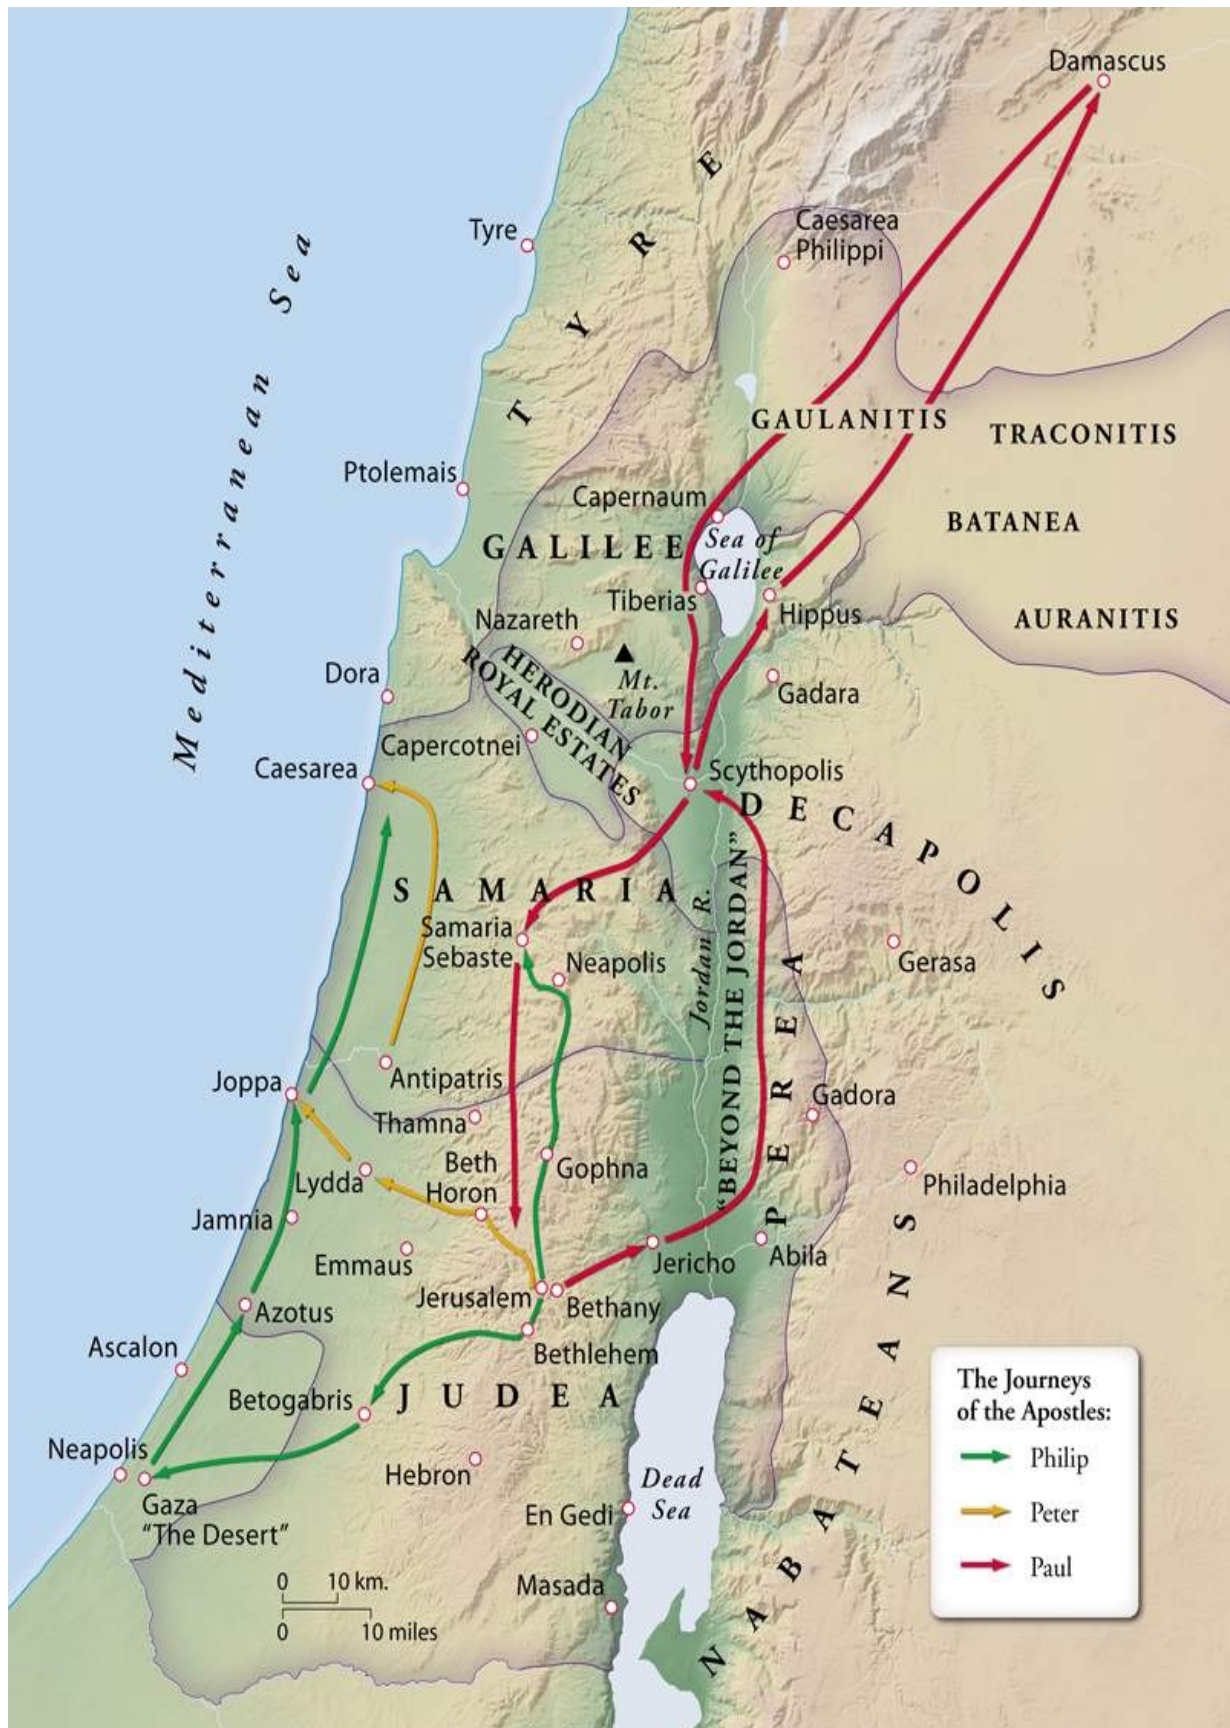 Damascus
TYRE
Caesarea
Philippi
Tyre
Mediterranean Sea
GAULANITIS
TRACONITIS
Ptolemais
Capernaum
Sea of
Galilee
BATANEA
GALILEE
Tiberias
Hippus
AURANITIS
Nazareth
HERODIAN
ROYAL ESTATES
Mt.
Tabor
Gadara
Dora
Capercotnei
Caesarea
Scythopolis
DECAPOLIS
SAMARIA
Samaria
Sebaste
Neapolis
Jordan R.
"BEYOND THE JORDAN"
PEREA
Gerasa
Antipatris
Joppa
Thamna
Gadora
Beth
Horon
Gophna
Lydda
Philadelphia
Jamnia
Emmaus
Jericho
Abila
Jerusalem
Bethany
Azotus
Bethlehem
Ascalon
Betogabris
JUDEA
NABATEANS
Neapolis
Gaza
"The Desert"
Hebron
Dead
Sea
En Gedi
Masada
0 10 km.
0 10 miles
The Journeys
of the Apostles:
Philip
Peter
Paul